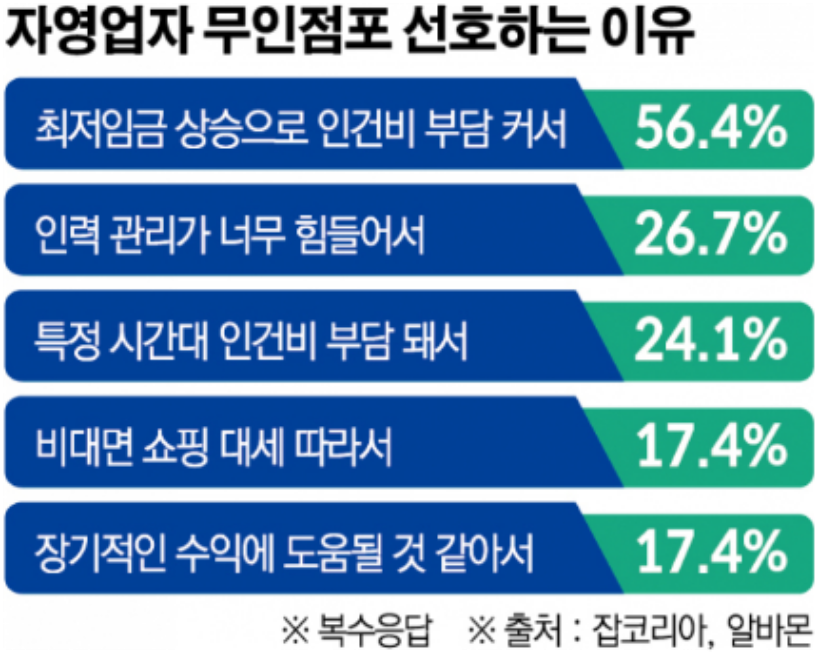 자영업자 무인점포 선호하는 이유
최저임금 상승으로 인건비 부담 커서 56.4%
인력 관리가 너무 힘들어서 26.7%
특정 시간대 인건비 부담 돼서 24.1%
비대면 쇼핑 대세 따라서 17.4%
장기적인 수익에 도움될 것 같아서 17.4%
※ 복수응답 ※ 출처 : 잡코리아, 알바몬